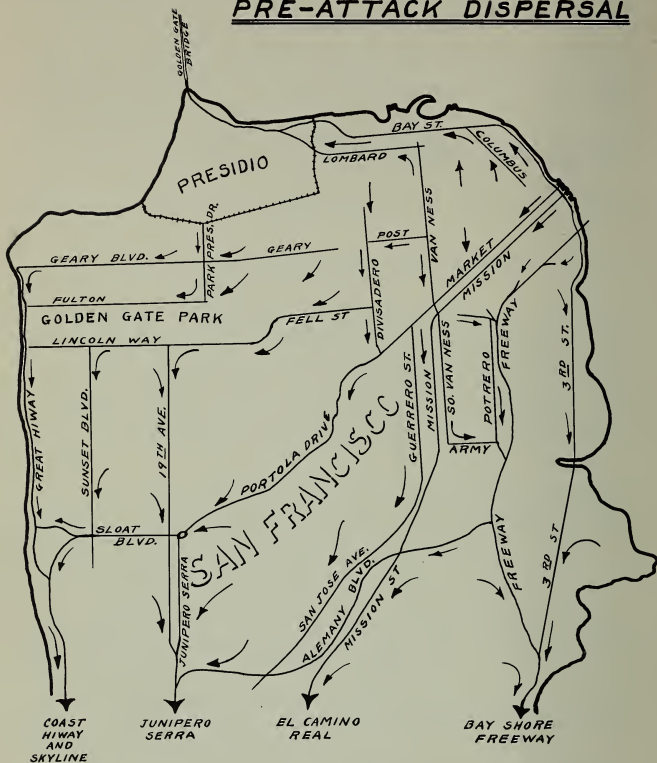 PRE-ATTACK DISPERSAL
GOLDEN GATE
BRIDGE
BAY ST.
COLUMBUS
LOMBARD
PRESIDIO
PARK PRES. DR.
VAN NESS
POST
GEARY BLVD.
GEARY
MARKET
MISSION
DIVISADERO
FULTON
GOLDEN GATE PARK
FELL ST
LINCOLN WAY
FREEWAY
3RD ST.
GREAT HIWAY
SUNSET BLVD.
19TH AVE.
PORTOLA DRIVE
GUERRERO ST.
MISSION
SO. VAN NESS
POTRERO
ARMY
SAN FRANCISCO
SLOAT
BLVD.
JUNIPERO SERRA
SAN JOSE AVE.
ALEMANY BLVD.
MISSION ST
FREEWAY
3RD ST
COAST
HIWAY
AND
SKYLINE
JUNIPERO
SERRA
EL CAMINO
REAL
BAY SHORE
FREEWAY